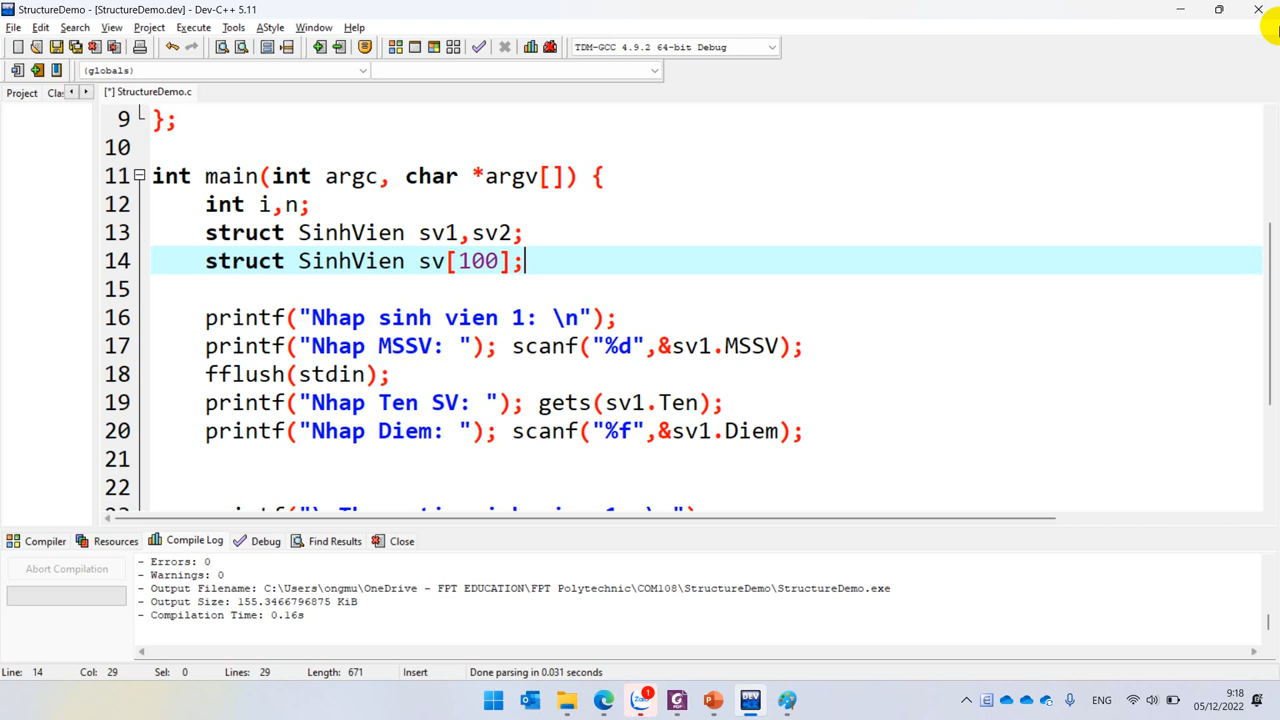 StructureDemo - [StructureDemo.dev] - Dev-C++ 5.11
File Edit Search View Project Execute Tools AStyle Window Help
TDM-GCC 4.9.2 64-bit Debug
(globals)
Project Clas [*] StructureDemo.c
9 };
10
11 int main(int argc, char *argv[]) {
12 int i,n;
13 struct SinhVien sv1,sv2;
14 struct SinhVien sv[100];
15
16 printf("Nhap sinh vien 1: \n");
17 printf("Nhap MSSV: "); scanf("%d",&sv1.MSSV);
18 fflush(stdin);
19 printf("Nhap Ten SV: "); gets(sv1.Ten);
20 printf("Nhap Diem: "); scanf("%f",&sv1.Diem);
21
22
Compiler Resources Compile Log Debug Find Results Close
Abort Compilation
- Errors: 0
- Warnings: 0
- Output Filename: C:\Users\ongmu\OneDrive - FPT EDUCATION\FPT Polytechnic\COM108\StructureDemo\StructureDemo.exe
- Output Size: 155.3466796875 KiB
- Compilation Time: 0.16s
Line: 14 Col: 29 Sel: 0 Lines: 29 Length: 671 Insert Done parsing in 0.031 seconds
Zalo 1 PDF DEV
ENG 9:18
05/12/2022